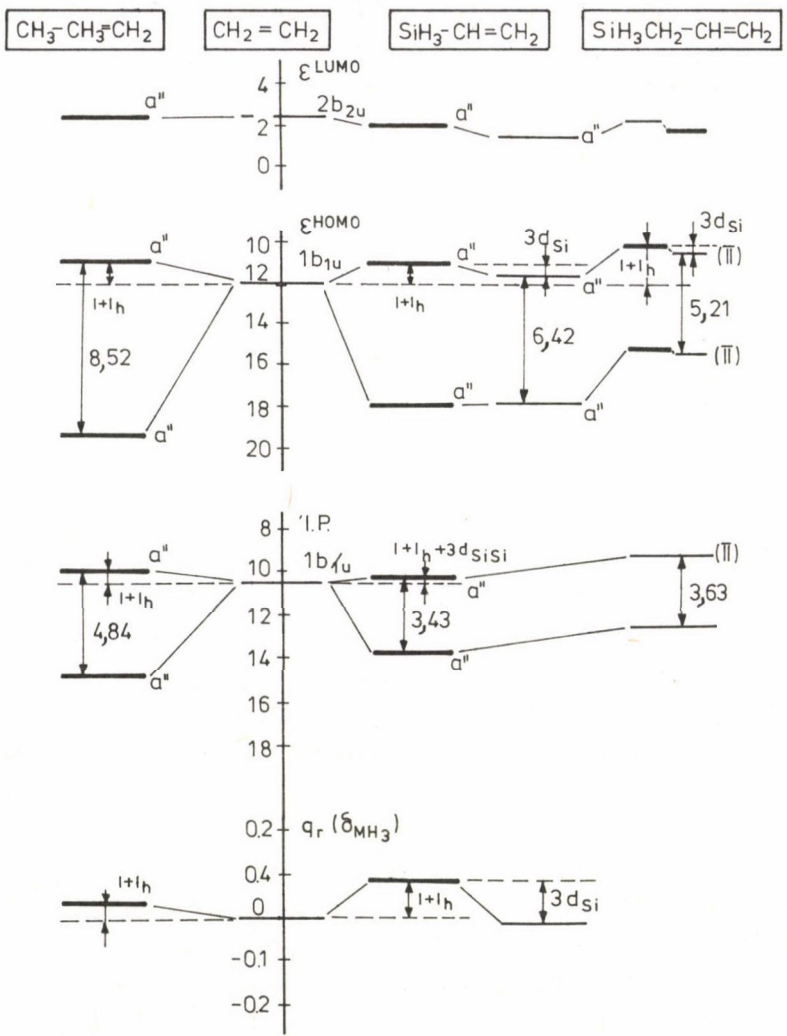 CH₃-CH₃=CH₂ CH₂=CH₂ SiH₃-CH=CH₂ SiH₃CH₂-CH=CH₂
ε LUMO
4
a" 2b₂ᵤ a"
2
a"
0
ε HOMO
10 3dSi
a" 1b₁ᵤ a" 3dSi (π)
12 I+Iₕ
I+Iₕ I+Iₕ a"
14 5,21
8,52 6,42
16 (π)
18 a" a"
a"
20
8 I.P.
I+Iₕ+3dSiSi (π)
a" 10 1b₁ᵤ
a"
I+Iₕ
12 3,63
4,84 3,43
14 a"
a"
16
18
0.2 qᵣ (δMH₃)
0.4
I+Iₕ
0 I+Iₕ 3dSi
-0.1
-0.2